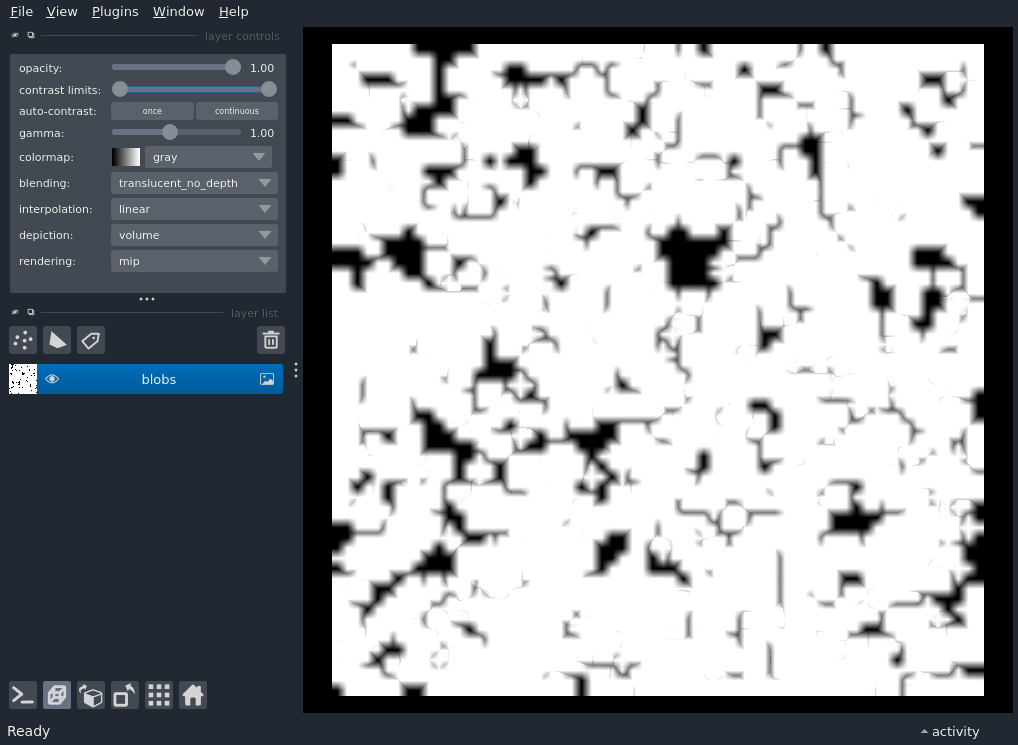 File View Plugins Window Help
layer controls
opacity: 1.00
contrast limits:
auto-contrast: once continuous
gamma: 1.00
colormap: gray
blending: translucent_no_depth
interpolation: linear
depiction: volume
rendering: mip
layer list
blobs
Ready activity